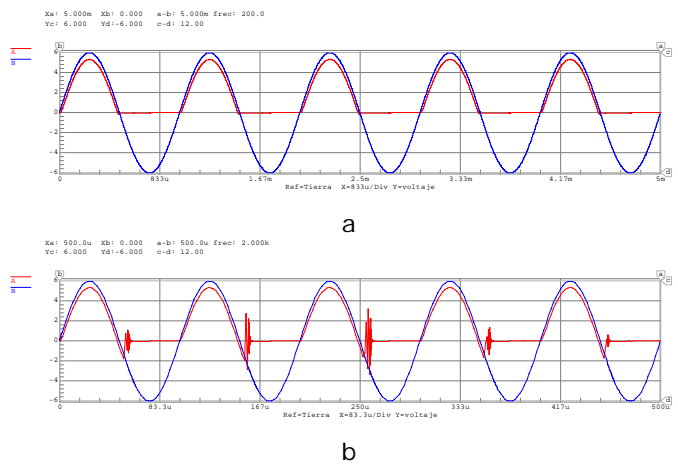 Xa: 5.000m Xb: 0.000 a-b: 5.000m frec: 200.0
Yc: 6.000 Yd:-6.000 c-d: 12.00
A
B
b
a
c
d
6
4
2
0
-2
-4
-6
0 833u 1.67m 2.5m 3.33m 4.17m 5m
Ref=Tierra X=833u/Div Y=voltaje
a
Xa: 500.0u Xb: 0.000 a-b: 500.0u frec: 2.000k
Yc: 6.000 Yd:-6.000 c-d: 12.00
A
B
b
a
c
d
6
4
2
0
-2
-4
-6
0 83.3u 167u 250u 333u 417u 500u
Ref=Tierra X=83.3u/Div Y=voltaje
b